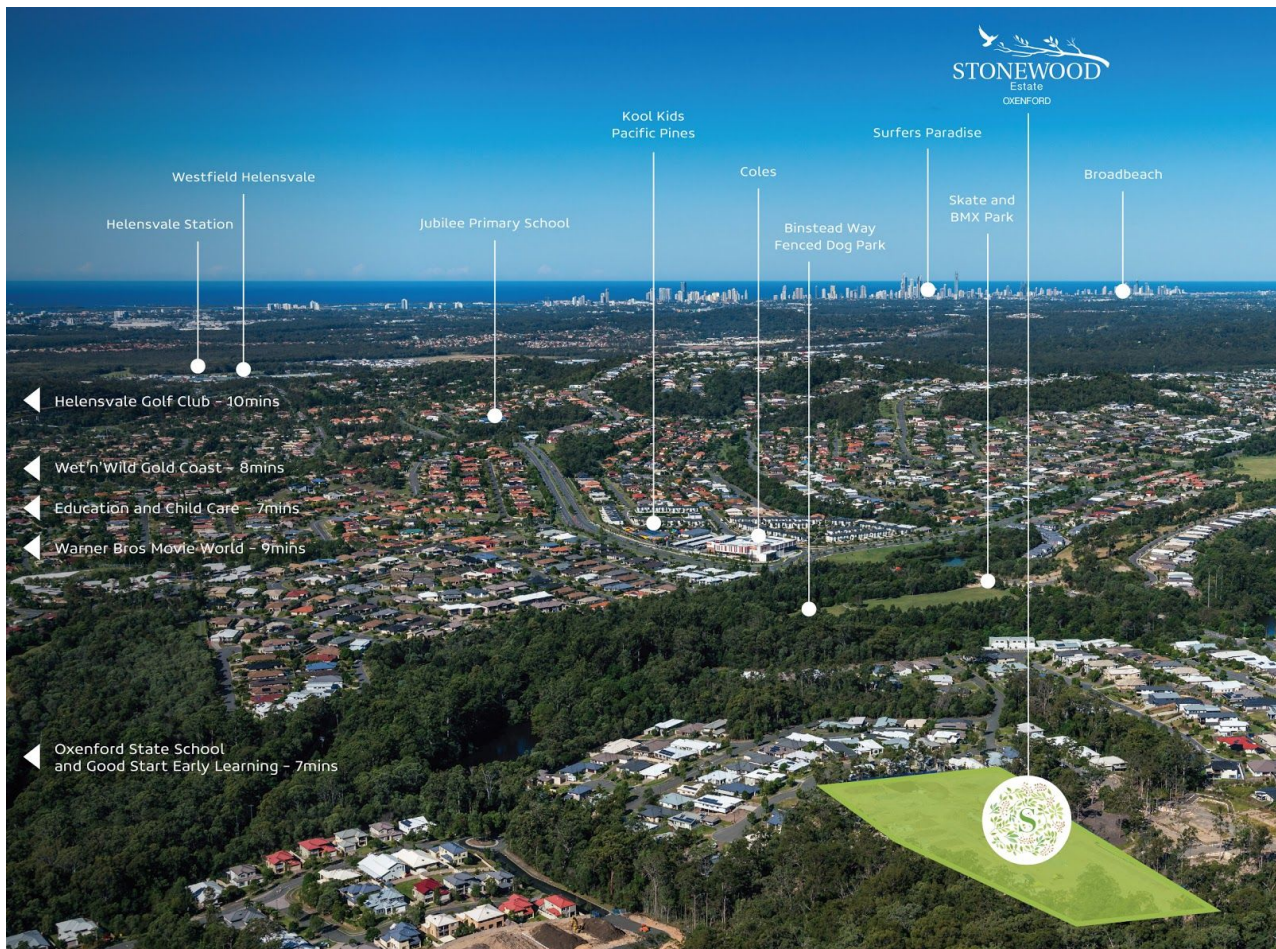 STONEWOOD
Estate
OXENFORD
Kool Kids
Pacific Pines
Surfers Paradise
Westfield Helensvale
Coles
Broadbeach
Helensvale Station
Jubilee Primary School
Binstead Way
Fenced Dog Park
Skate and
BMX Park
Helensvale Golf Club - 10mins
Wet'n'Wild Gold Coast - 8mins
Education and Child Care - 7mins
Warner Bros Movie World - 9mins
Oxenford State School
and Good Start Early Learning - 7mins
S